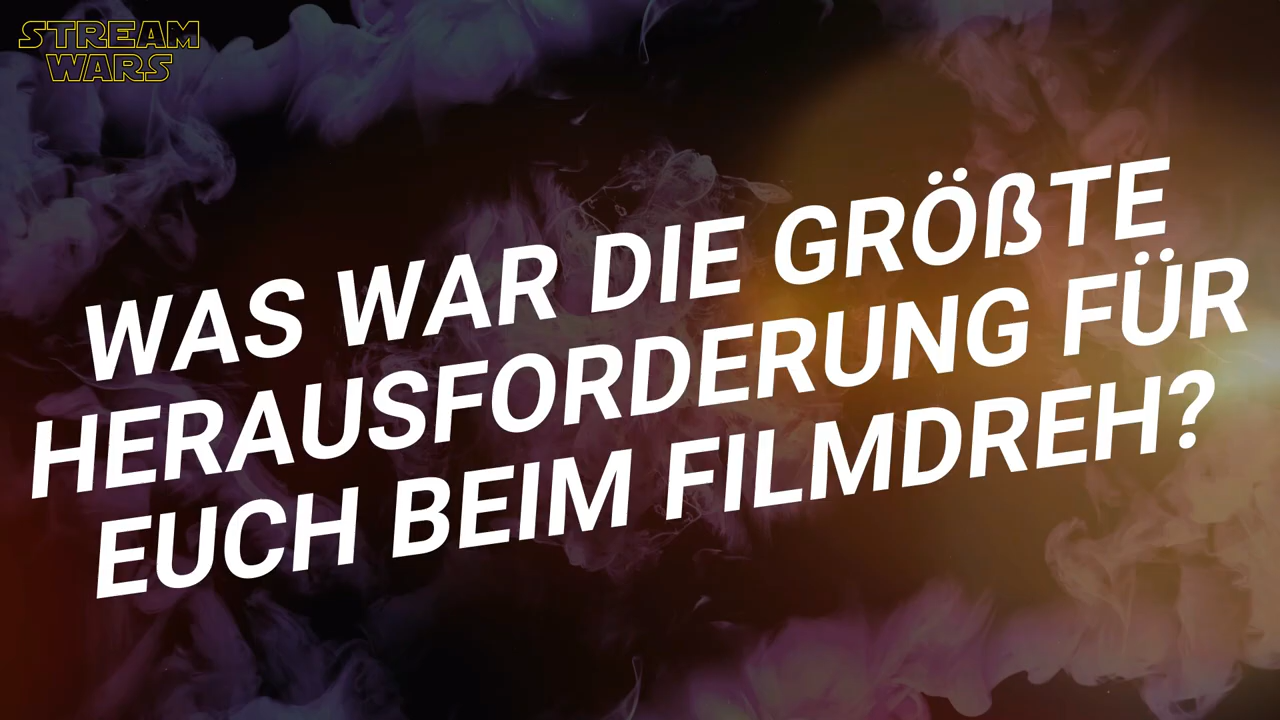 STREAM
WARS
WAS WAR DIE GRÖßTE
HERAUSFORDERUNG FÜR
EUCH BEIM FILMDREH?